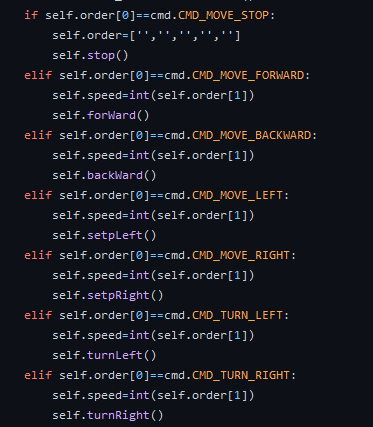 if self.order[0]==cmd.CMD_MOVE_STOP:
self.order=['','','','','']
self.stop()
elif self.order[0]==cmd.CMD_MOVE_FORWARD:
self.speed=int(self.order[1])
self.forWard()
elif self.order[0]==cmd.CMD_MOVE_BACKWARD:
self.speed=int(self.order[1])
self.backWard()
elif self.order[0]==cmd.CMD_MOVE_LEFT:
self.speed=int(self.order[1])
self.setpLeft()
elif self.order[0]==cmd.CMD_MOVE_RIGHT:
self.speed=int(self.order[1])
self.setpRight()
elif self.order[0]==cmd.CMD_TURN_LEFT:
self.speed=int(self.order[1])
self.turnLeft()
elif self.order[0]==cmd.CMD_TURN_RIGHT:
self.speed=int(self.order[1])
self.turnRight()